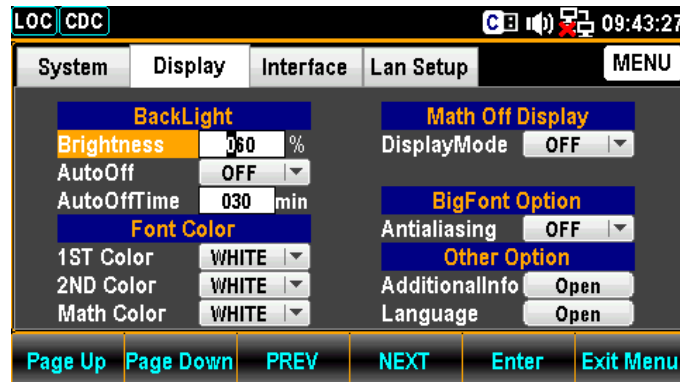 LOC CDC C 09:43:27
System Display Interface Lan Setup MENU
BackLight
Brightness 060 %
AutoOff OFF
AutoOffTime 030 min
Font Color
1ST Color WHITE
2ND Color WHITE
Math Color WHITE
Math Off Display
DisplayMode OFF
BigFont Option
Antialiasing OFF
Other Option
AdditionalInfo Open
Language Open
Page Up Page Down PREV NEXT Enter Exit Menu